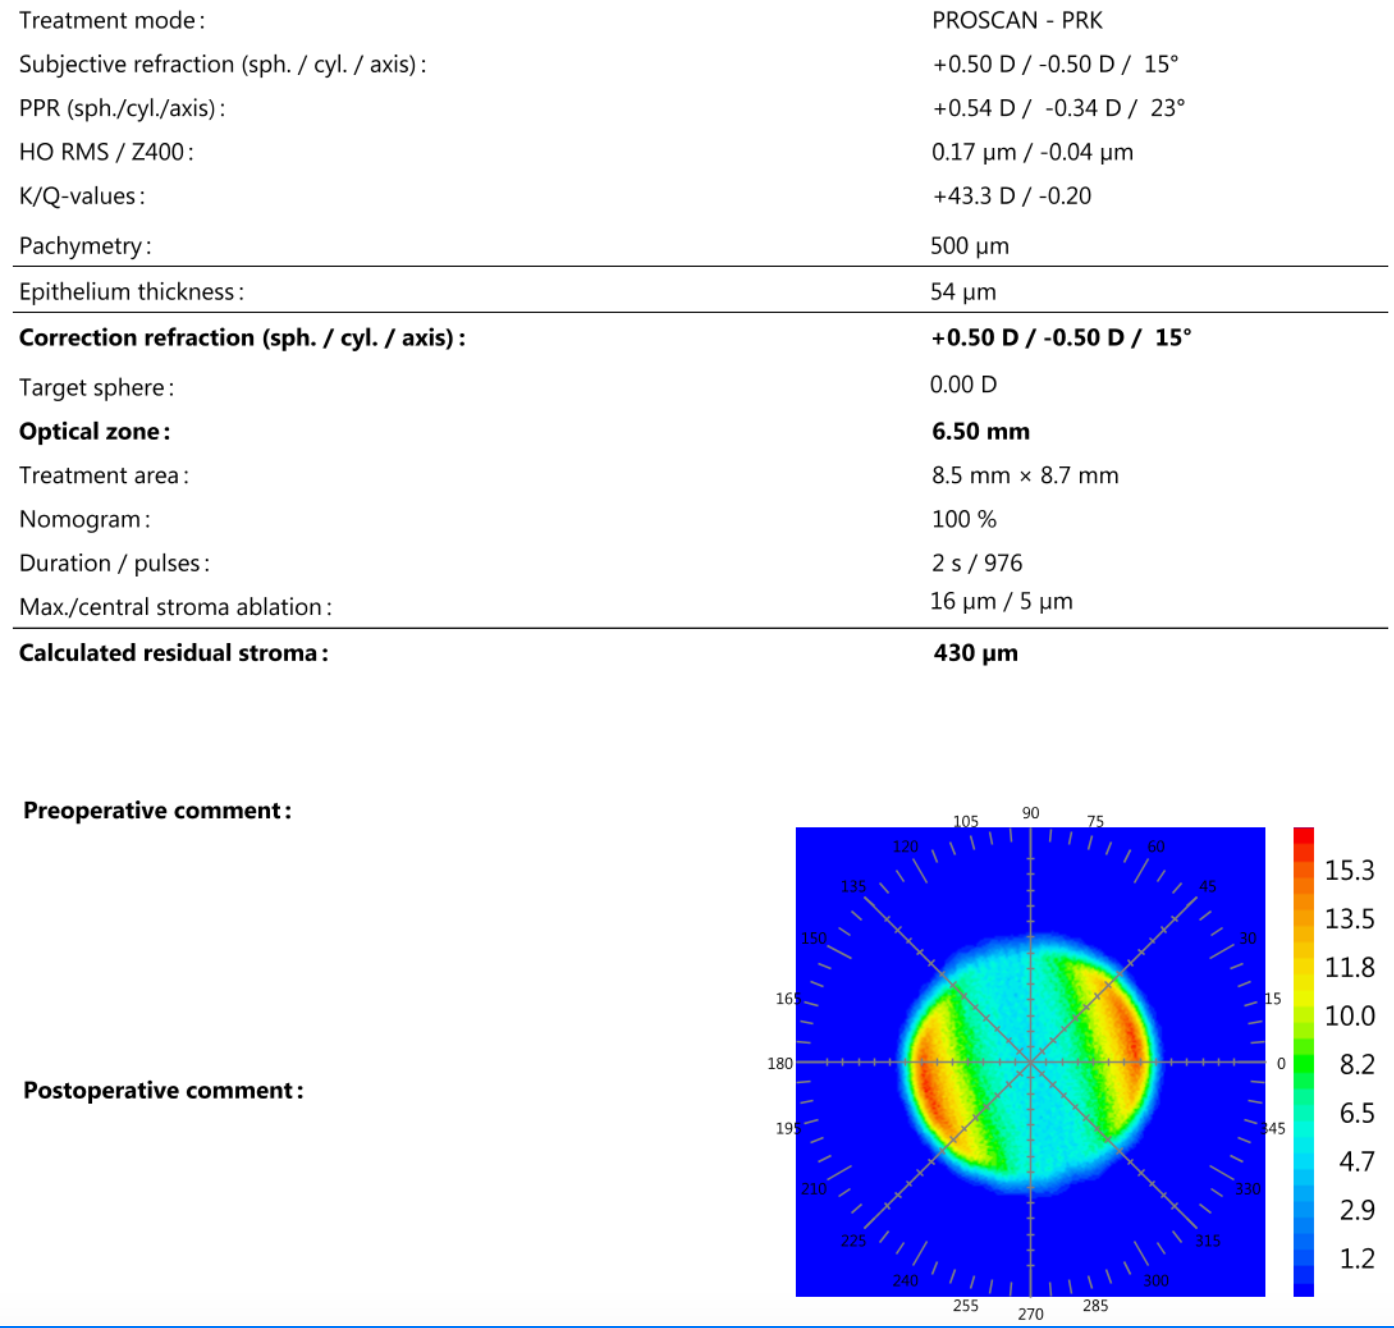 Treatment mode: PROSCAN - PRK
Subjective refraction (sph. / cyl. / axis): +0.50 D / -0.50 D / 15°
PPR (sph./cyl./axis): +0.54 D / -0.34 D / 23°
HO RMS / Z400: 0.17 µm / -0.04 µm
K/Q-values: +43.3 D / -0.20
Pachymetry: 500 µm
Epithelium thickness: 54 µm
Correction refraction (sph. / cyl. / axis): +0.50 D / -0.50 D / 15°
Target sphere: 0.00 D
Optical zone: 6.50 mm
Treatment area: 8.5 mm × 8.7 mm
Nomogram: 100 %
Duration / pulses: 2 s / 976
Max./central stroma ablation: 16 µm / 5 µm
Calculated residual stroma: 430 µm
Preoperative comment:
90
105 75
120 60
135 45
150 30
165 15
180 0
195 345
210 330
225 315
240 300
255 285
270
15.3
13.5
11.8
10.0
8.2
6.5
4.7
2.9
1.2
Postoperative comment: